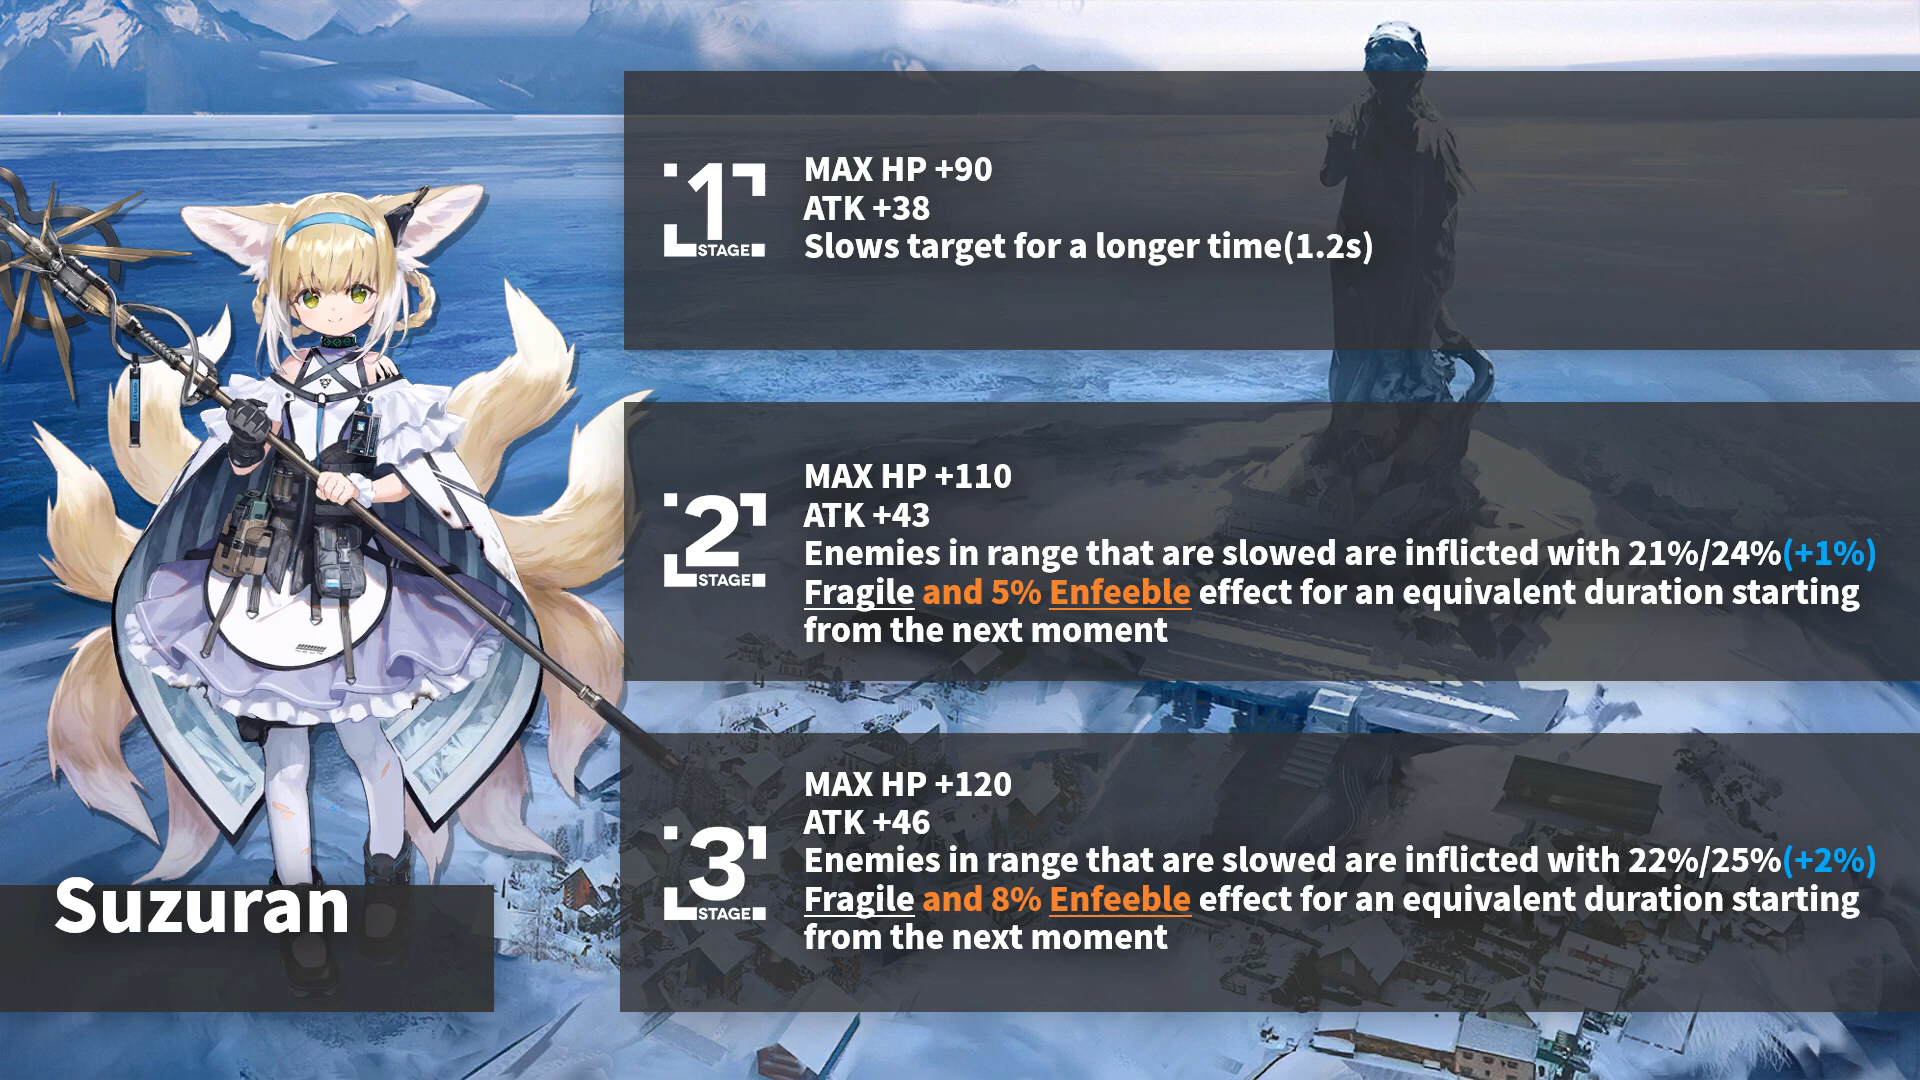 1
STAGE
MAX HP +90
ATK +38
Slows target for a longer time(1.2s)
2
STAGE
MAX HP +110
ATK +43
Enemies in range that are slowed are inflicted with 21%/24%(+1%)
Fragile and 5% Enfeeble effect for an equivalent duration starting
from the next moment
3
STAGE
MAX HP +120
ATK +46
Enemies in range that are slowed are inflicted with 22%/25%(+2%)
Fragile and 8% Enfeeble effect for an equivalent duration starting
from the next moment
Suzuran